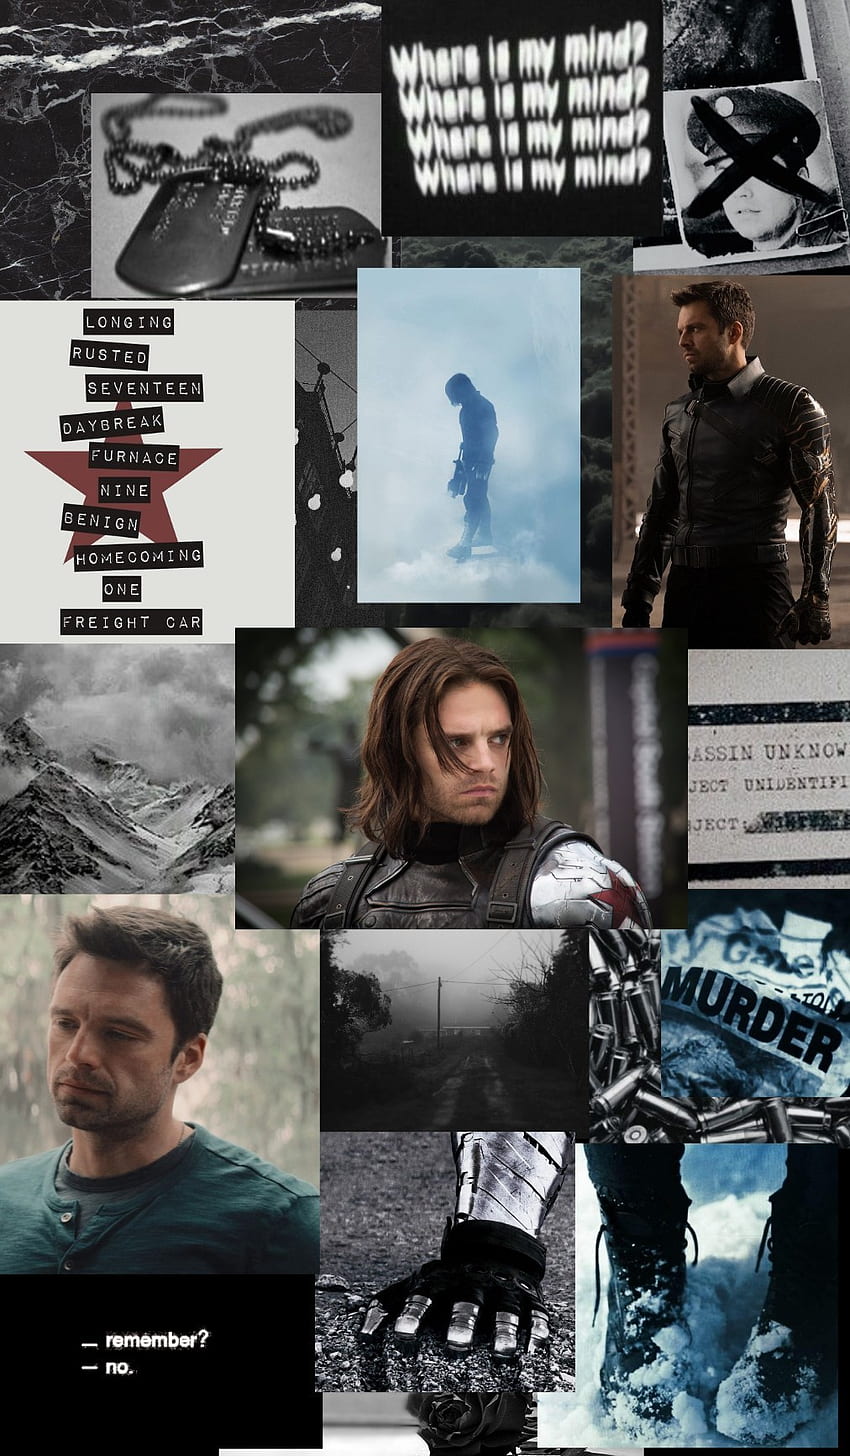 Where is my mind?
Where is my mind?
Where is my mind?
Where is my mind?
LONGING
RUSTED
SEVENTEEN
DAYBREAK
FURNACE
NINE
BENIGN
HOMECOMING
ONE
FREIGHT CAR
ASSIN UNKNOW
JECT UNIDENTIFI
JECT:
MURDER
— remember?
— no.